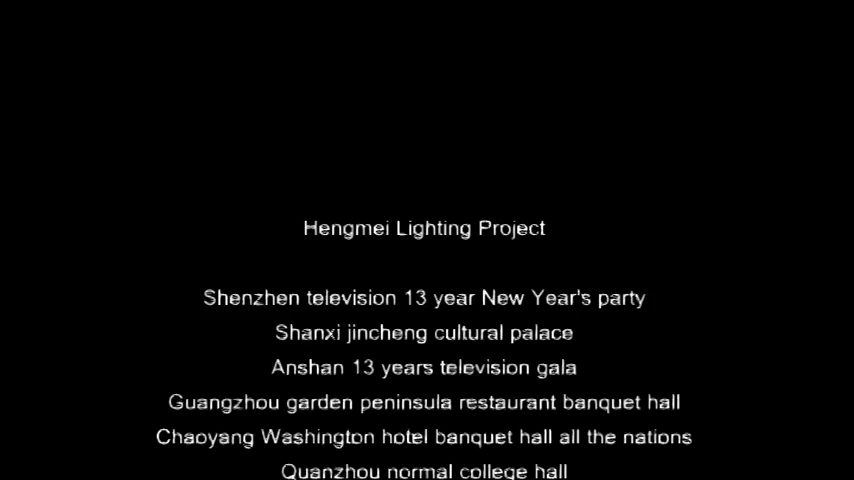 Hengmei Lighting Project
Shenzhen television 13 year New Year's party
Shanxi jincheng cultural palace
Anshan 13 years television gala
Guangzhou garden peninsula restaurant banquet hall
Chaoyang Washington hotel banquet hall all the nations
Quanzhou normal college hall